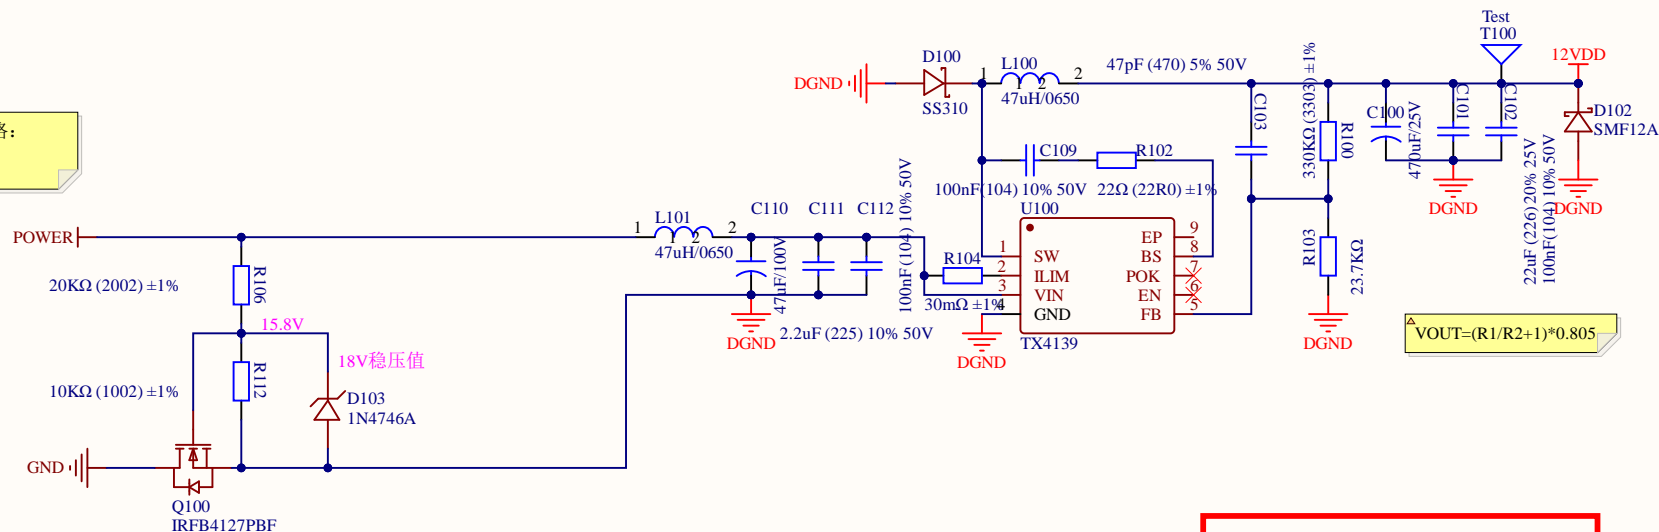 Test
T100
12VDD
D100
DGND
SS310
1
L100
1 2
2
47uH/0650
47pF (470) 5% 50V
C103
330KΩ (3303) ±1%
R100
C100
470uF/25V
C101
C102
D102
SMF12A
路:
C109
R102
100nF(104) 10% 50V
22Ω (22R0) ±1%
DGND
DGND
22uF (226) 20% 25V
100nF(104) 10% 50V
POWER
1
L101
1 2
2
47uH/0650
C110
C111
C112
47uF/100V
100nF (104) 10% 50V
2.2uF (225) 10% 50V
DGND
R104
30mΩ ±1%
U100
1
SW
2
ILIM
3
VIN
4
GND
EP
9
BS
8
POK
7
EN
6
FB
5
TX4139
DGND
R103
23.7KΩ
DGND
VOUT=(R1/R2+1)*0.805
20KΩ (2002) ±1%
R106
15.8V
18V稳压值
10KΩ (1002) ±1%
R112
D103
1N4746A
GND
Q100
IRFB4127PBF